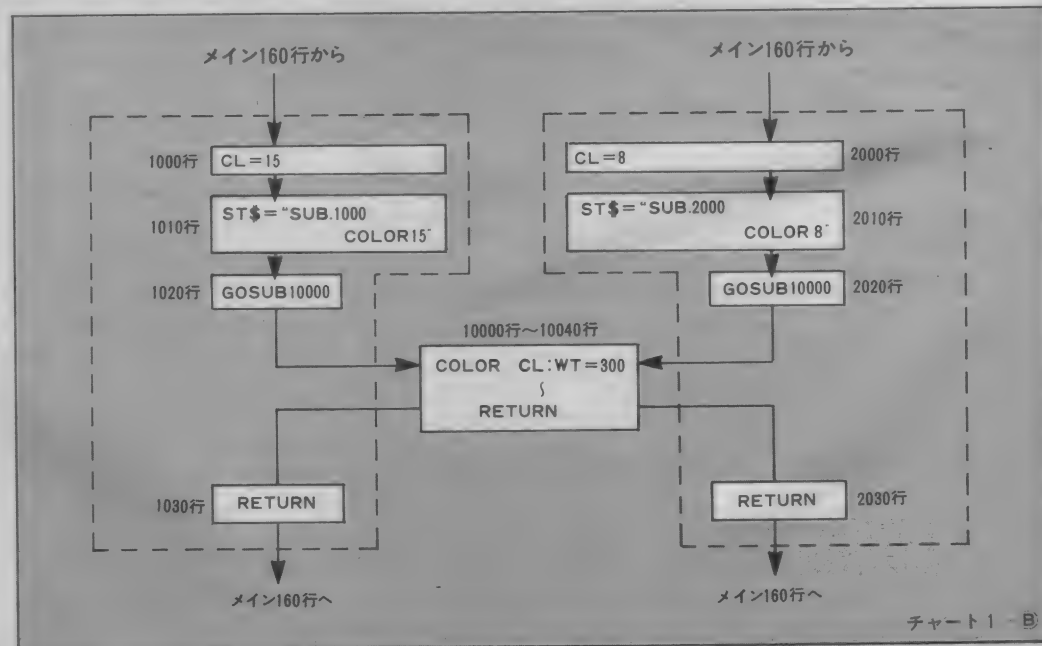 メイン160行から
1000行
CL=15
1010行
ST$="SUB.1000
COLOR15"
1020行
GOSUB10000
メイン160行から
CL=8
2000行
ST$="SUB.2000
COLOR 8"
2010行
GOSUB10000
2020行
10000行～10040行
COLOR CL:WT=300
〜
RETURN
1030行
RETURN
メイン160行へ
RETURN
2030行
メイン160行へ
チャート1-B